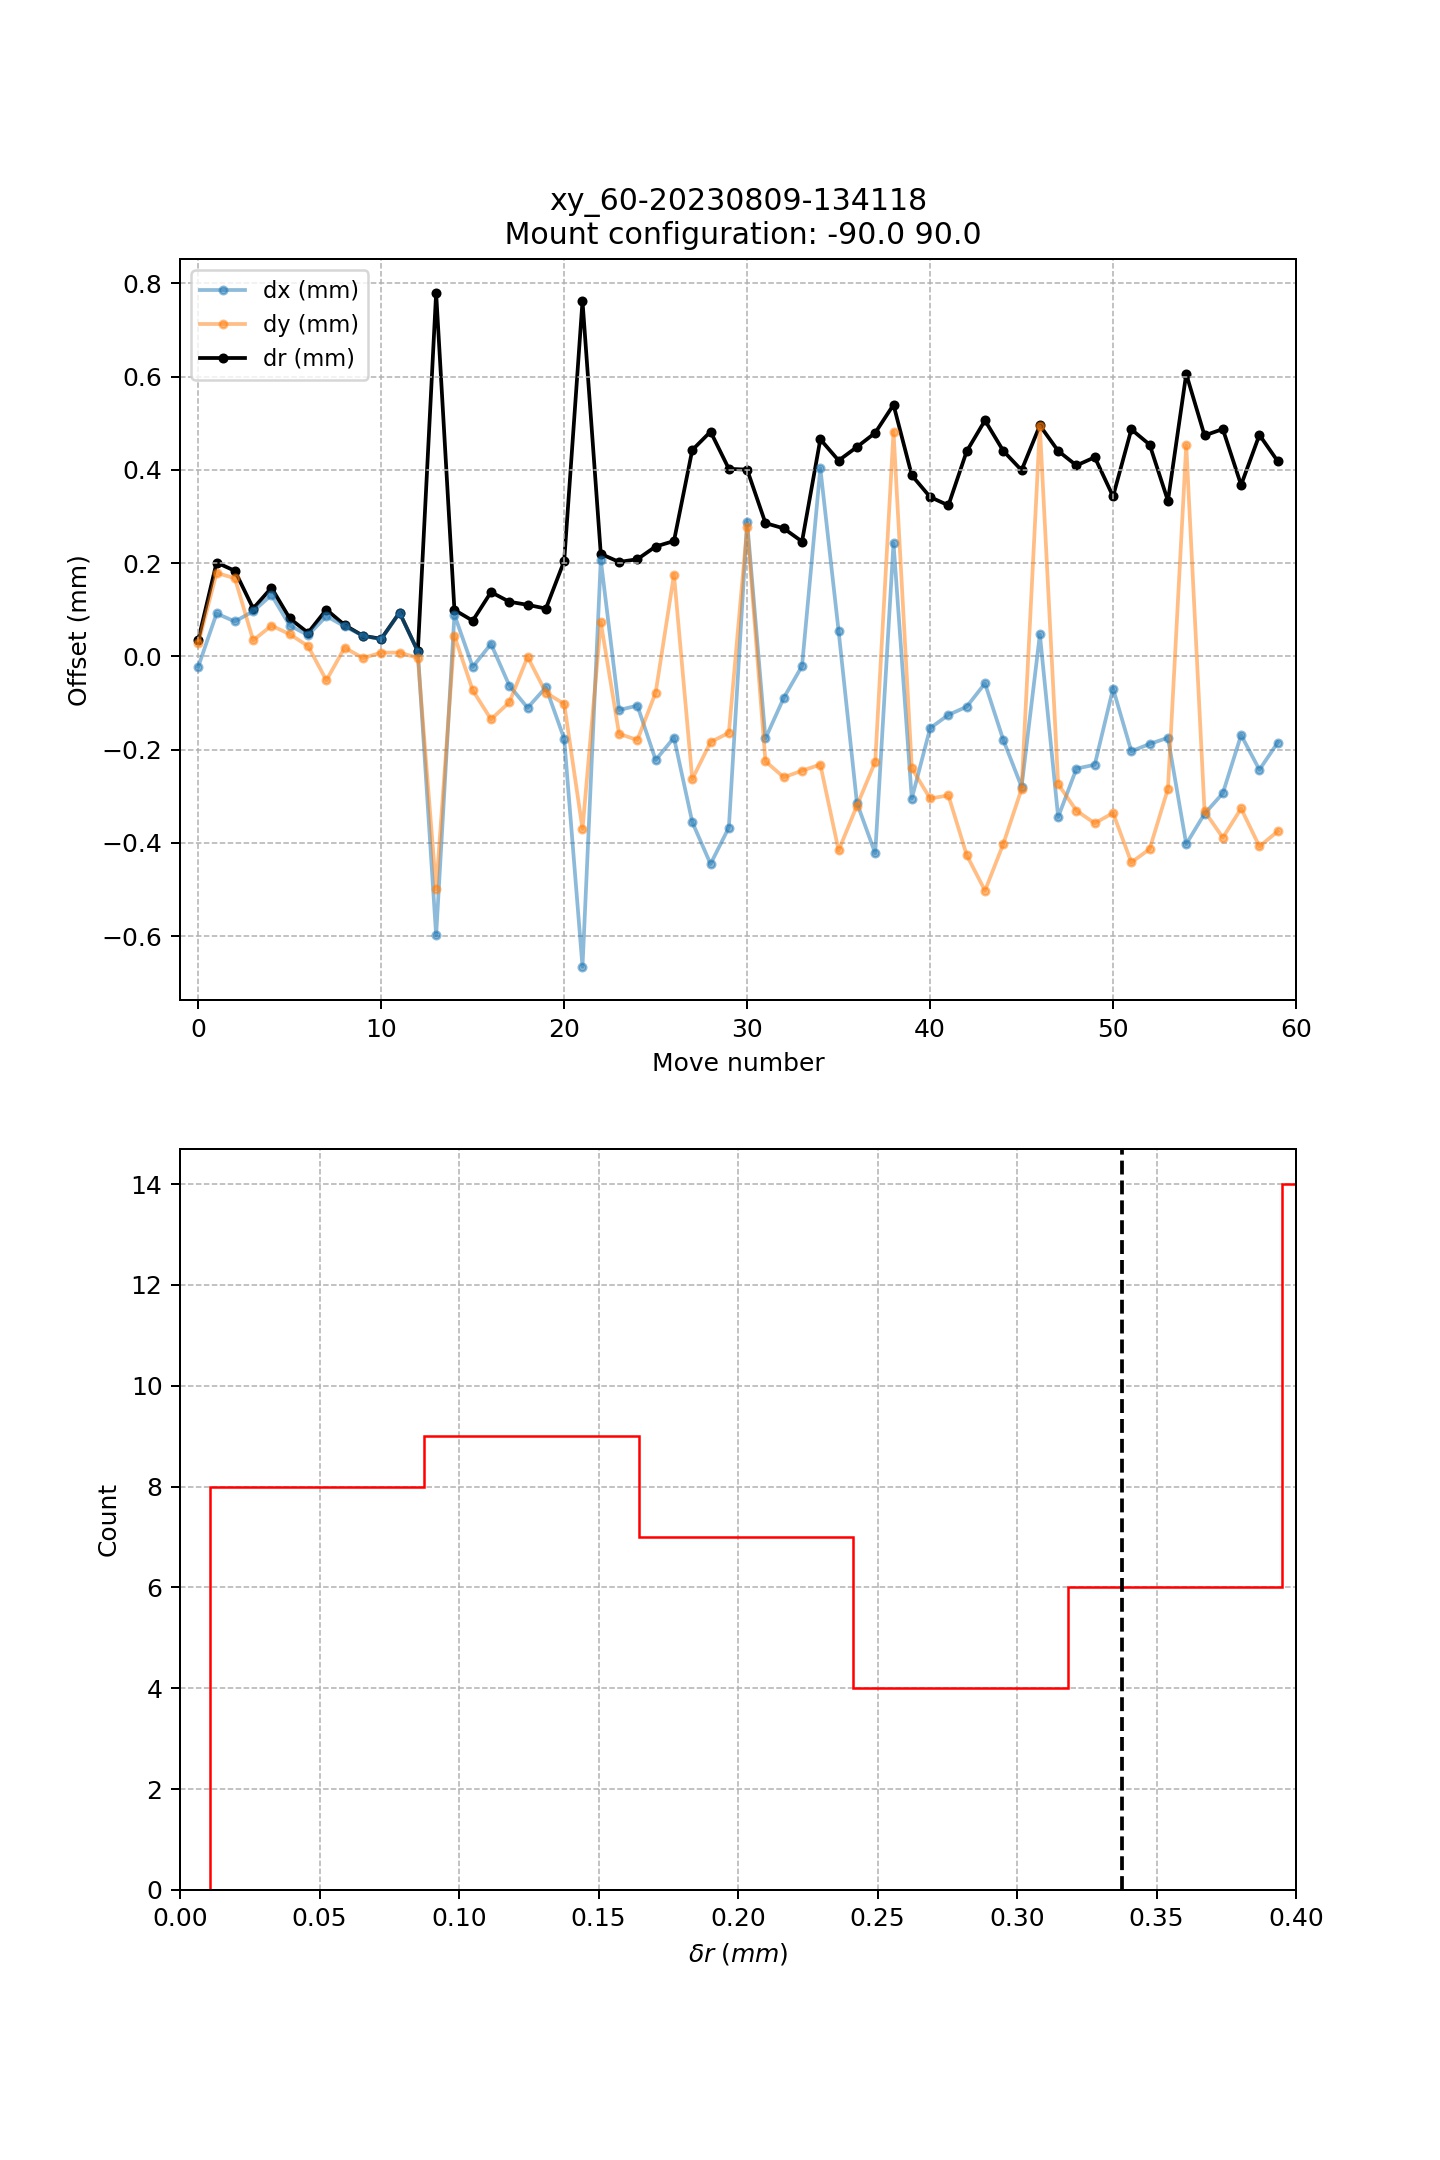 xy_60-20230809-134118
Mount configuration: -90.0 90.0
dx (mm)
dy (mm)
dr (mm)
0.8
0.6
0.4
0.2
0.0
−0.2
−0.4
−0.6
Offset (mm)
0 10 20 30 40 50 60
Move number
14
12
10
8
6
4
2
0
Count
0.00 0.05 0.10 0.15 0.20 0.25 0.30 0.35 0.40
δr (mm)